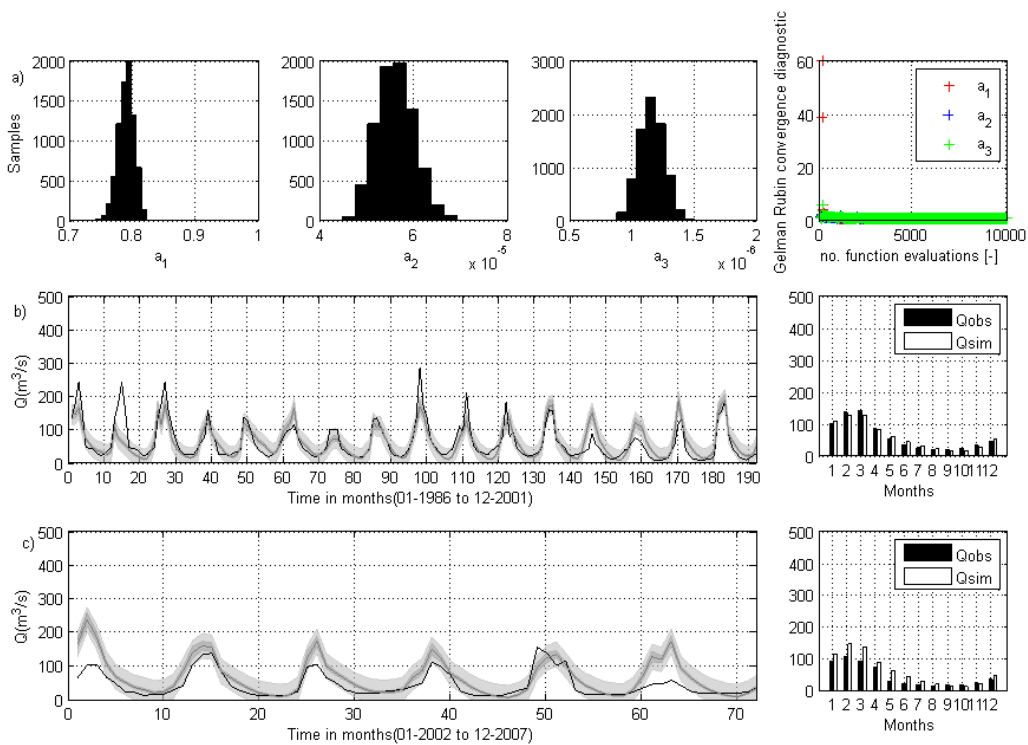 a)
Samples
2000
1500
1000
500
0
0.7 0.8 0.9 1
a1
2000
1500
1000
500
0
4 6 8
a2 x 10^-5
3000
2000
1000
0
0.5 1 1.5 2
a3 x 10^-6
Gelman Rubin convergence diagnostic
60
40
20
0
0 5000 10000
no. function evaluations [-]
a1
a2
a3
b)
Q(m^3/s)
500
400
300
200
100
0
0 10 20 30 40 50 60 70 80 90 100 110 120 130 140 150 160 170 180 190
Time in months(01-1986 to 12-2001)
500
400
300
200
100
0
Qobs
Qsim
1 2 3 4 5 6 7 8 9 10 11 12
Months
c)
Q(m^3/s)
500
400
300
200
100
0
0 10 20 30 40 50 60 70
Time in months(01-2002 to 12-2007)
500
400
300
200
100
0
Qobs
Qsim
1 2 3 4 5 6 7 8 9 10 11 12
Months